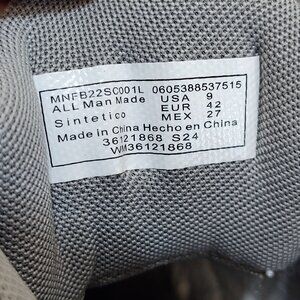 MNFB22SC001L 0605388537515
ALL Man Made USA 9
Sintetico EUR 42
MEX 27
Made in China Hecho en China
36121868 S24
WM36121868